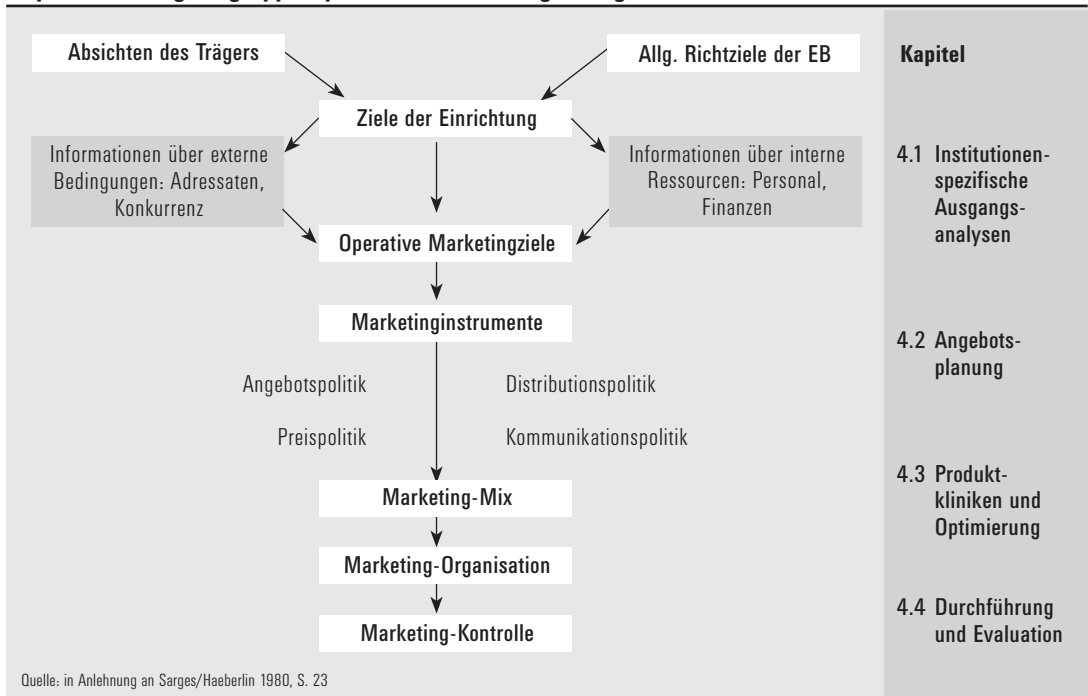 Absichten des Trägers
Allg. Richtziele der EB
Ziele der Einrichtung
Informationen über externe
Bedingungen: Adressaten,
Konkurrenz
Informationen über interne
Ressourcen: Personal,
Finanzen
Operative Marketingziele
Marketinginstrumente
Angebotspolitik
Distributionspolitik
Preispolitik
Kommunikationspolitik
Marketing-Mix
Marketing-Organisation
Marketing-Kontrolle
Quelle: in Anlehnung an Sarges/Haeberlin 1980, S. 23
Kapitel
4.1 Institutionen-
spezifische
Ausgangs-
analysen
4.2 Angebots-
planung
4.3 Produkt-
kliniken und
Optimierung
4.4 Durchführung
und Evaluation